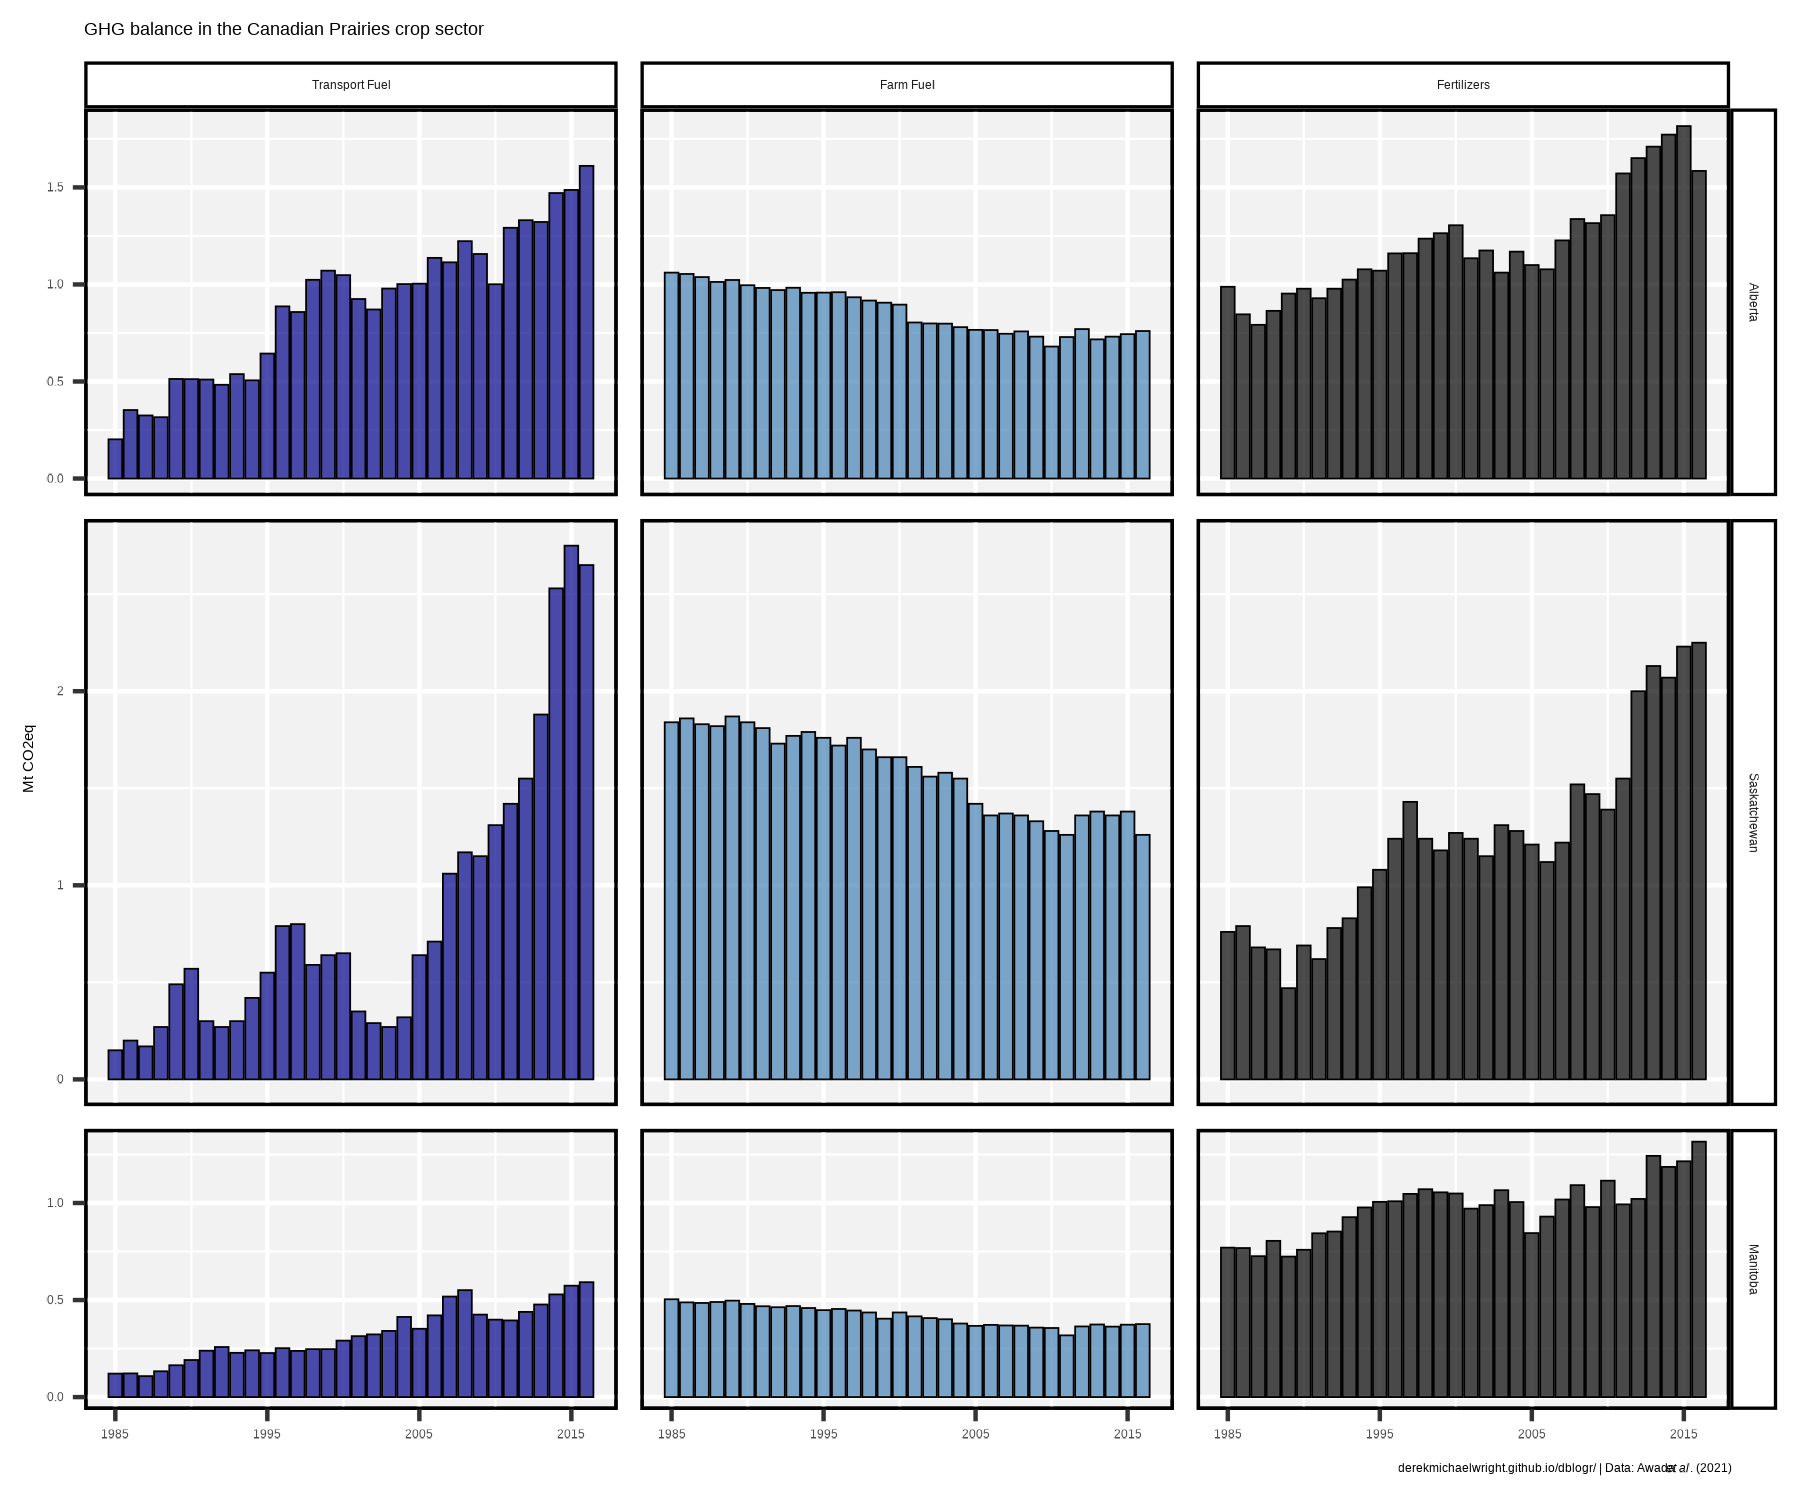 GHG balance in the Canadian Prairies crop sector
Transport Fuel
Farm Fuel
Fertilizers
1.5
1.0
0.5
0.0
Alberta
Mt CO2eq
2
1
0
Saskatchewan
1.0
0.5
0.0
Manitoba
1985 1995 2005 2015
1985 1995 2005 2015
1985 1995 2005 2015
derekmichaelwright.github.io/dblogr/ | Data: Awada et al. (2021)